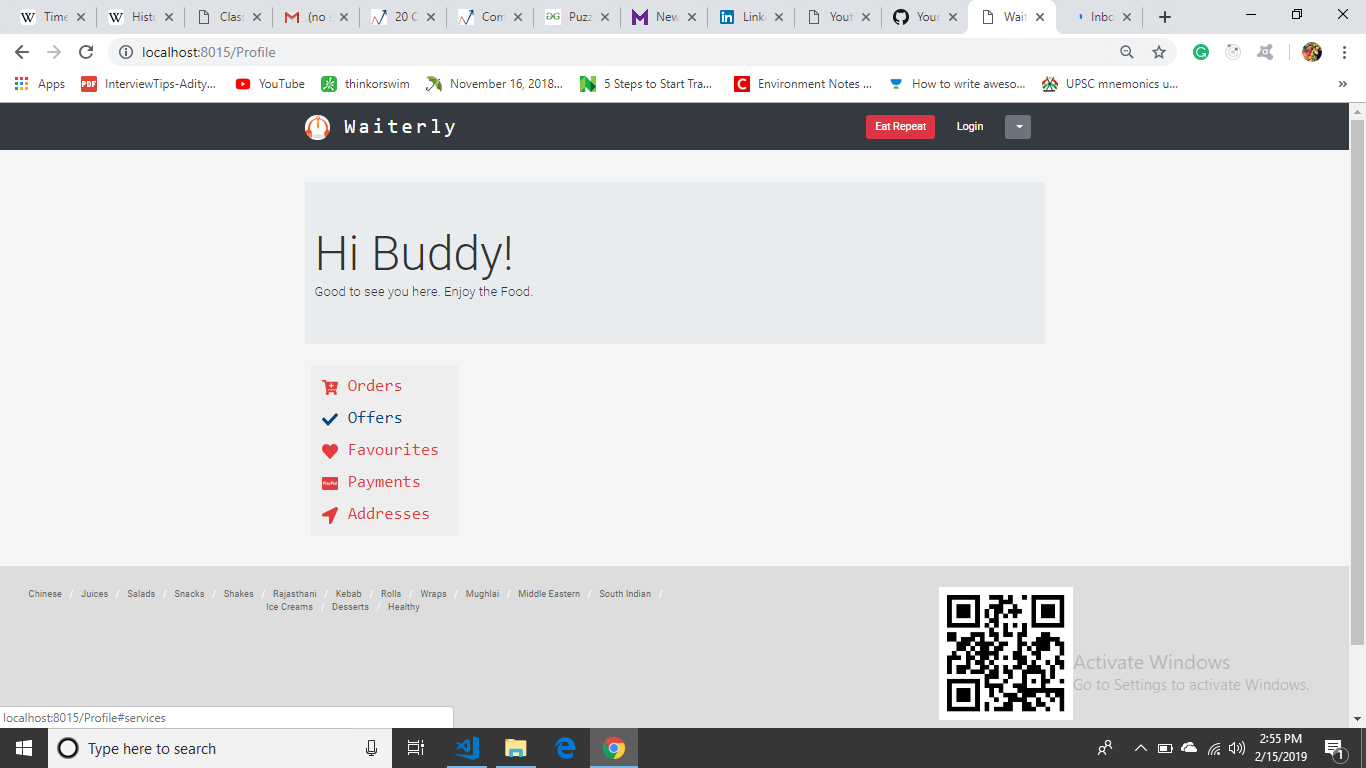 Time
Histo
Clas
(no s
20 C
Com
Puzz
New
Link
Yout
Your
Wait
Inbo
localhost:8015/Profile
Apps
PDF InterviewTips-Adity...
YouTube
thinkorswim
November 16, 2018...
5 Steps to Start Tra...
C Environment Notes ...
How to write aweso...
UPSC mnemonics u...
»
Waiterly
Eat Repeat
Login
Hi Buddy!
Good to see you here. Enjoy the Food.
Orders
Offers
Favourites
PayPal Payments
Addresses
Chinese / Juices / Salads / Snacks / Shakes / Rajasthani / Kebab / Rolls / Wraps / Mughlai / Middle Eastern / South Indian /
Ice Creams / Desserts / Healthy
Activate Windows
Go to Settings to activate Windows.
localhost:8015/Profile#services
Type here to search
2:55 PM
2/15/2019
1